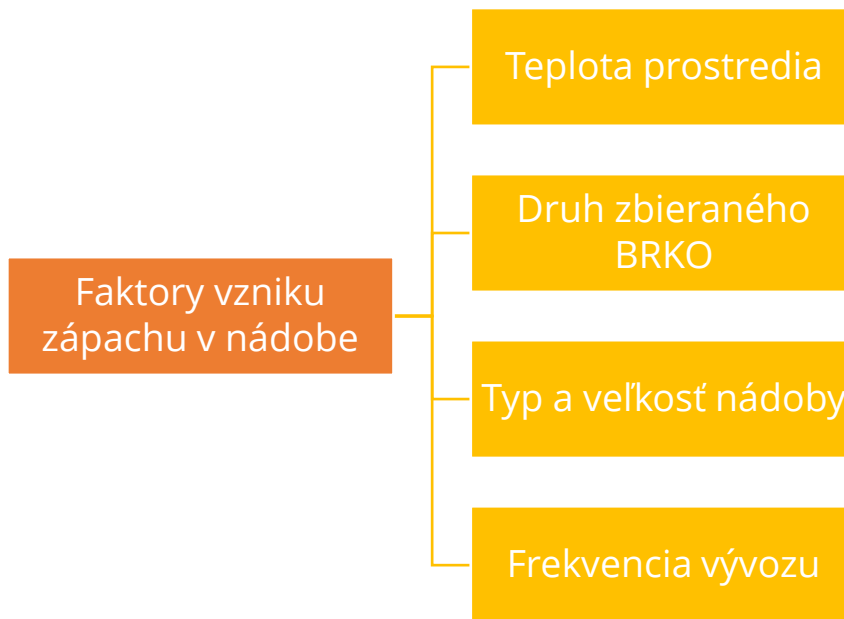 Faktory vzniku
zápachu v nádobe
Teplota prostredia
Druh zbieraného
BRKO
Typ a veľkosť nádoby
Frekvencia vývozu